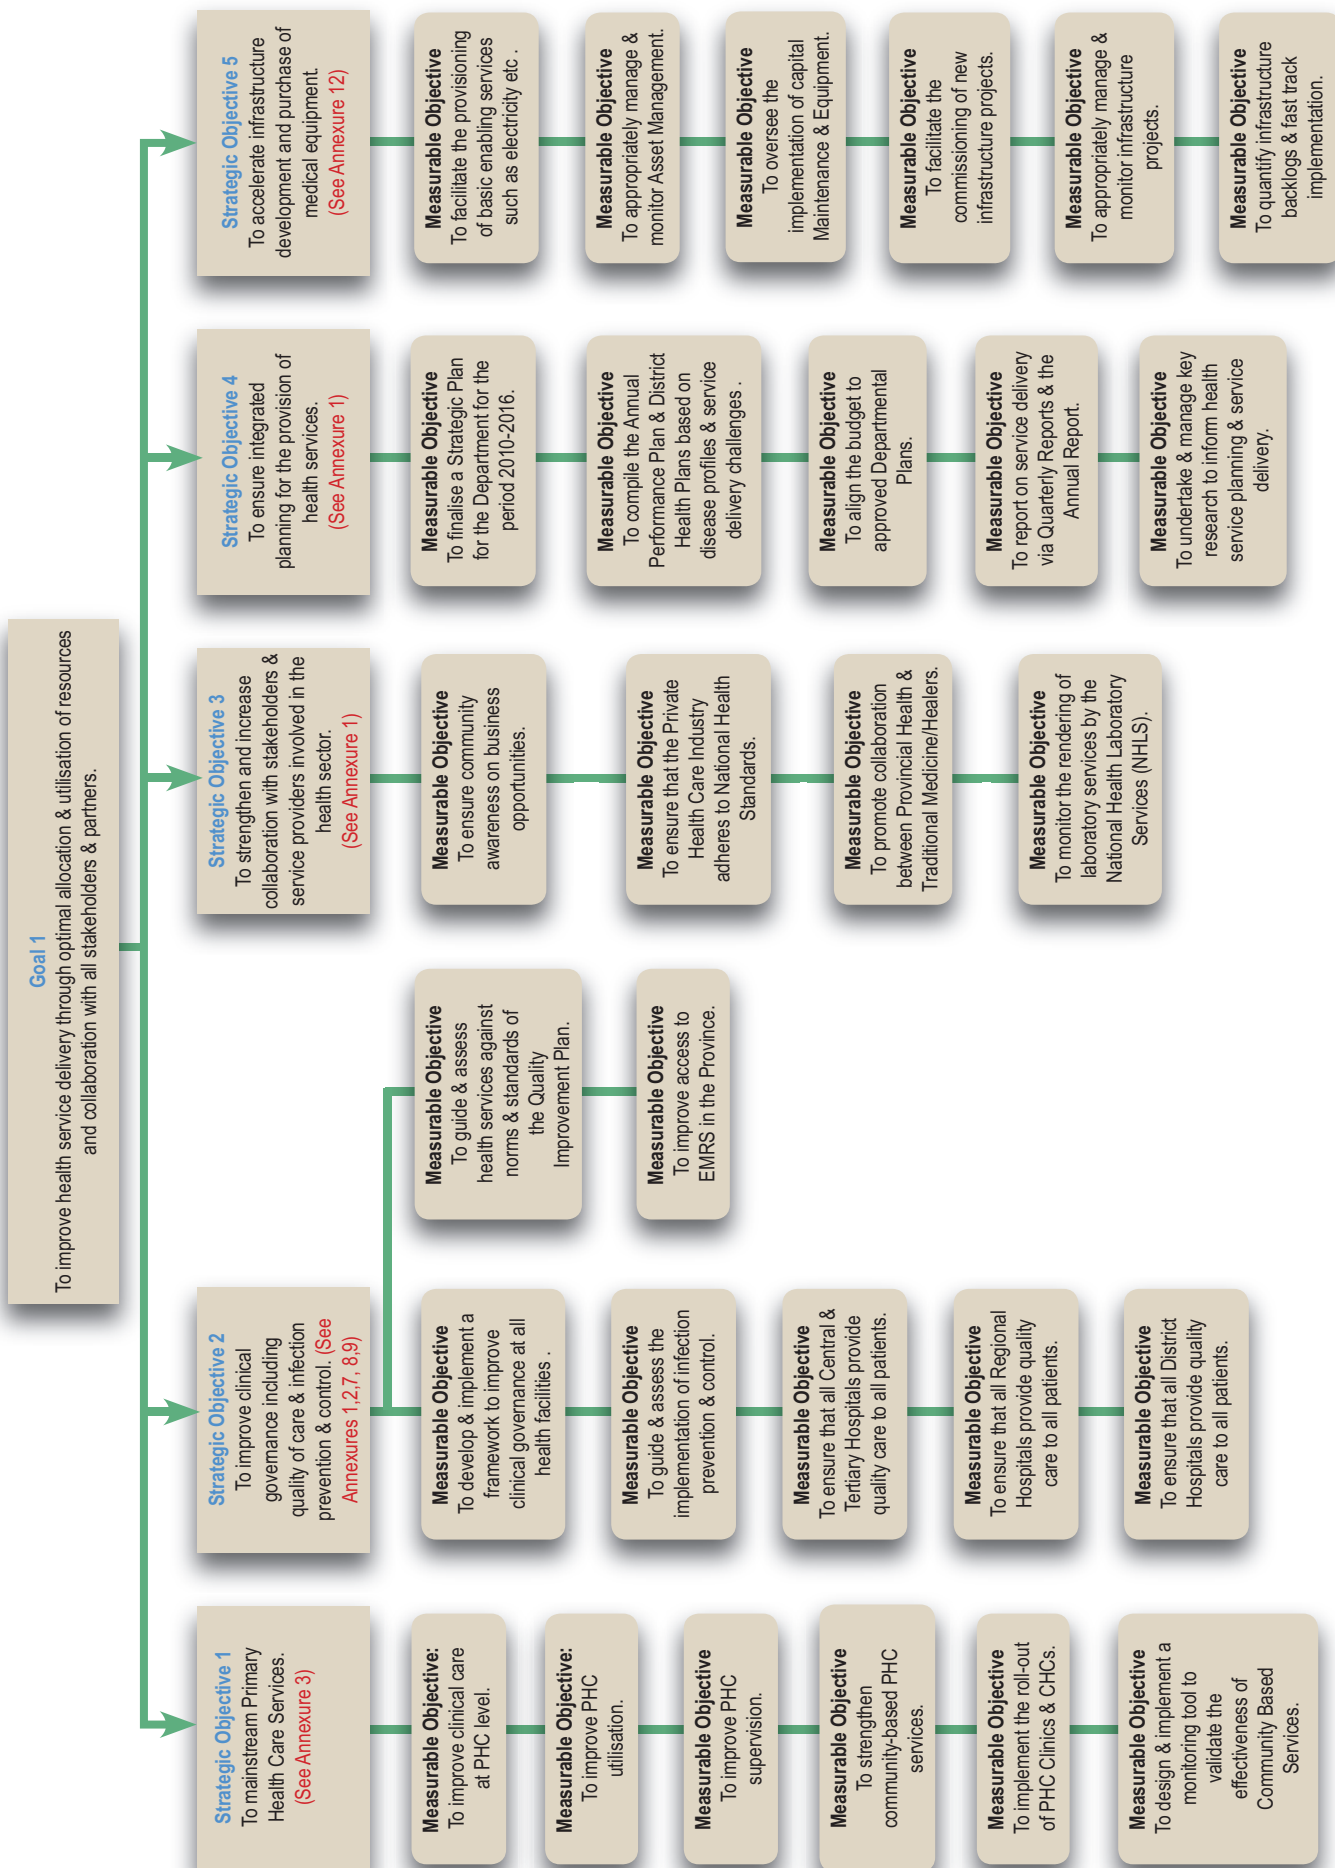 Goal 1
To improve health service delivery through optimal allocation & utilisation of resources
and collaboration with all stakeholders & partners.
Strategic Objective 1
To mainstream Primary
Health Care Services.
(See Annexure 3)
Measurable Objective:
To improve clinical care
at PHC level.
Measurable Objective:
To improve PHC
utilisation.
Measurable Objective
To improve PHC
supervision.
Measurable Objective
To strengthen
community-based PHC
services.
Measurable Objective
To implement the roll-out
of PHC Clinics & CHCs.
Measurable Objective
To design & implement a
monitoring tool to
validate the
effectiveness of
Community Based
Services.
Strategic Objective 2
To improve clinical
governance including
quality of care & infection
prevention & control. (See
Annexures 1,2,7, 8,9)
Measurable Objective
To develop & implement a
framework to improve
clinical governance at all
health facilities .
Measurable Objective
To guide & assess the
implementation of infection
prevention & control.
Measurable Objective
To ensure that all Central &
Tertiary Hospitals provide
quality care to all patients.
Measurable Objective
To ensure that all Regional
Hospitals provide quality
care to all patients.
Measurable Objective
To ensure that all District
Hospitals provide quality
care to all patients.
Measurable Objective
To guide & assess
health services against
norms & standards of
the Quality
Improvement Plan.
Measurable Objective
To improve access to
EMRS in the Province.
Strategic Objective 3
To strengthen and increase
collaboration with stakeholders &
service providers involved in the
health sector.
(See Annexure 1)
Measurable Objective
To ensure community
awareness on business
opportunities.
Measurable Objective
To ensure that the Private
Health Care Industry
adheres to National Health
Standards.
Measurable Objective
To promote collaboration
between Provincial Health &
Traditional Medicine/Healers.
Measurable Objective
To monitor the rendering of
laboratory services by the
National Health Laboratory
Services (NHLS).
Strategic Objective 4
To ensure integrated
planning for the provision of
health services.
(See Annexure 1)
Measurable Objective
To finalise a Strategic Plan
for the Department for the
period 2010-2016.
Measurable Objective
To compile the Annual
Performance Plan & District
Health Plans based on
disease profiles & service
delivery challenges .
Measurable Objective
To align the budget to
approved Departmental
Plans.
Measurable Objective
To report on service delivery
via Quarterly Reports & the
Annual Report.
Measurable Objective
To undertake & manage key
research to inform health
service planning & service
delivery.
Strategic Objective 5
To accelerate infrastructure
development and purchase of
medical equipment.
(See Annexure 12)
Measurable Objective
To facilitate the provisioning
of basic enabling services
such as electricity etc .
Measurable Objective
To appropriately manage &
monitor Asset Management.
Measurable Objective
To oversee the
implementation of capital
Maintenance & Equipment.
Measurable Objective
To facilitate the
commissioning of new
infrastructure projects.
Measurable Objective
To appropriately manage &
monitor infrastructure
projects.
Measurable Objective
To quantify infrastructure
backlogs & fast track
implementation.